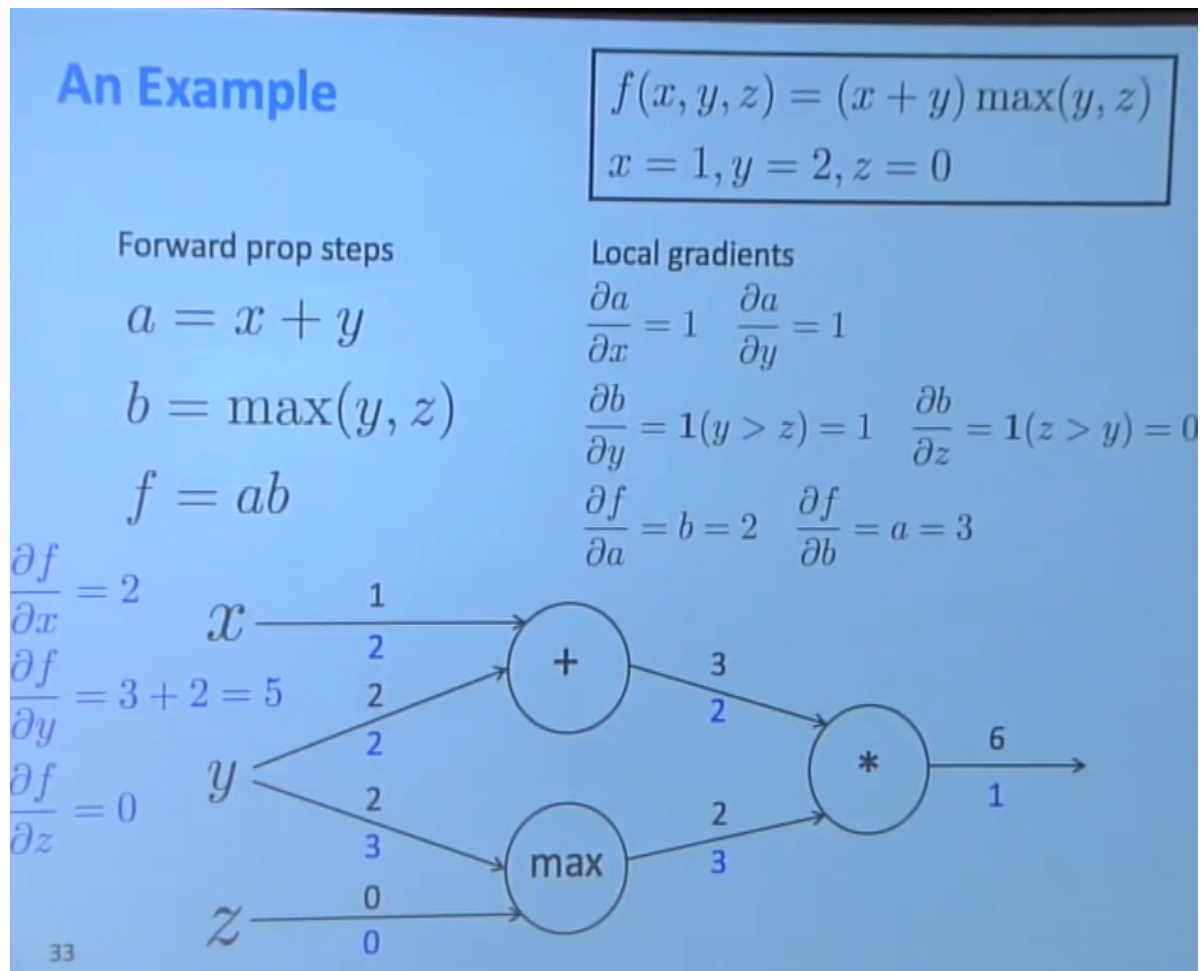 An Example
f(x, y, z) = (x + y) max(y, z)
x = 1, y = 2, z = 0
Forward prop steps
a = x + y
b = max(y, z)
f = ab
Local gradients
∂a/∂x = 1 ∂a/∂y = 1
∂b/∂y = 1(y > z) = 1 ∂b/∂z = 1(z > y) = 0
∂f/∂a = b = 2 ∂f/∂b = a = 3
∂f/∂x = 2
∂f/∂y = 3 + 2 = 5
∂f/∂z = 0
x
1
2
y
2
2
2
3
z
0
0
+
max
3
2
2
3
*
6
1
33